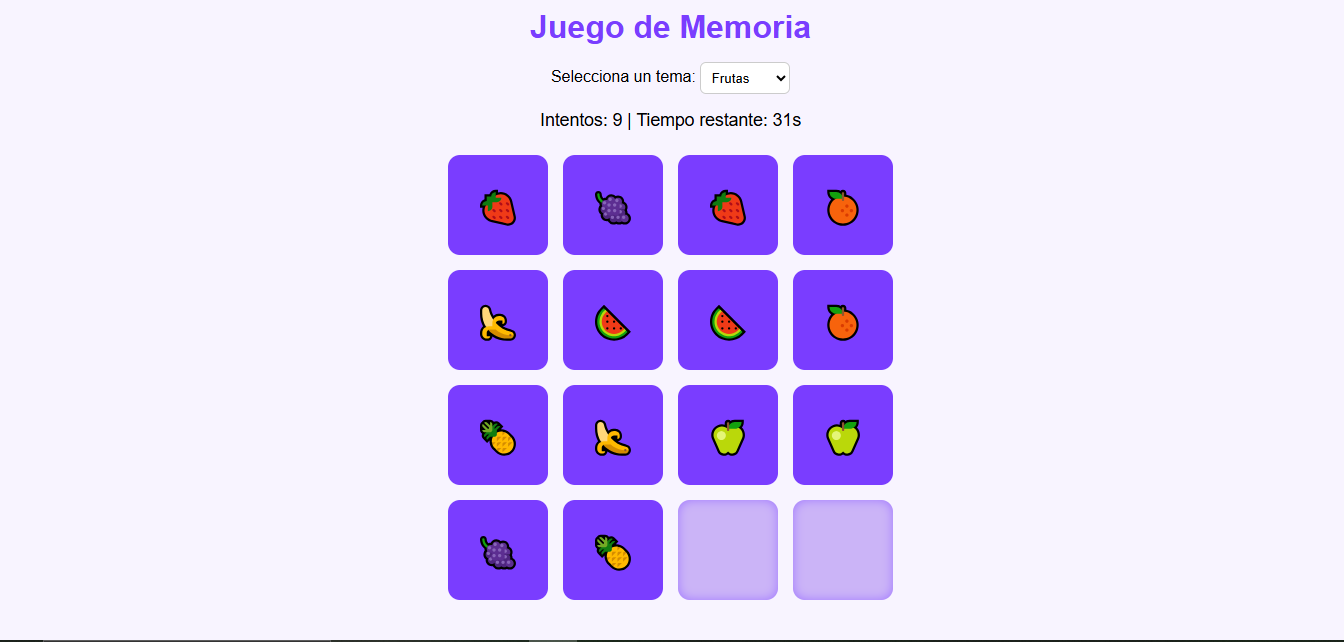 Juego de Memoria
Selecciona un tema: Frutas
Intentos: 9 | Tiempo restante: 31s